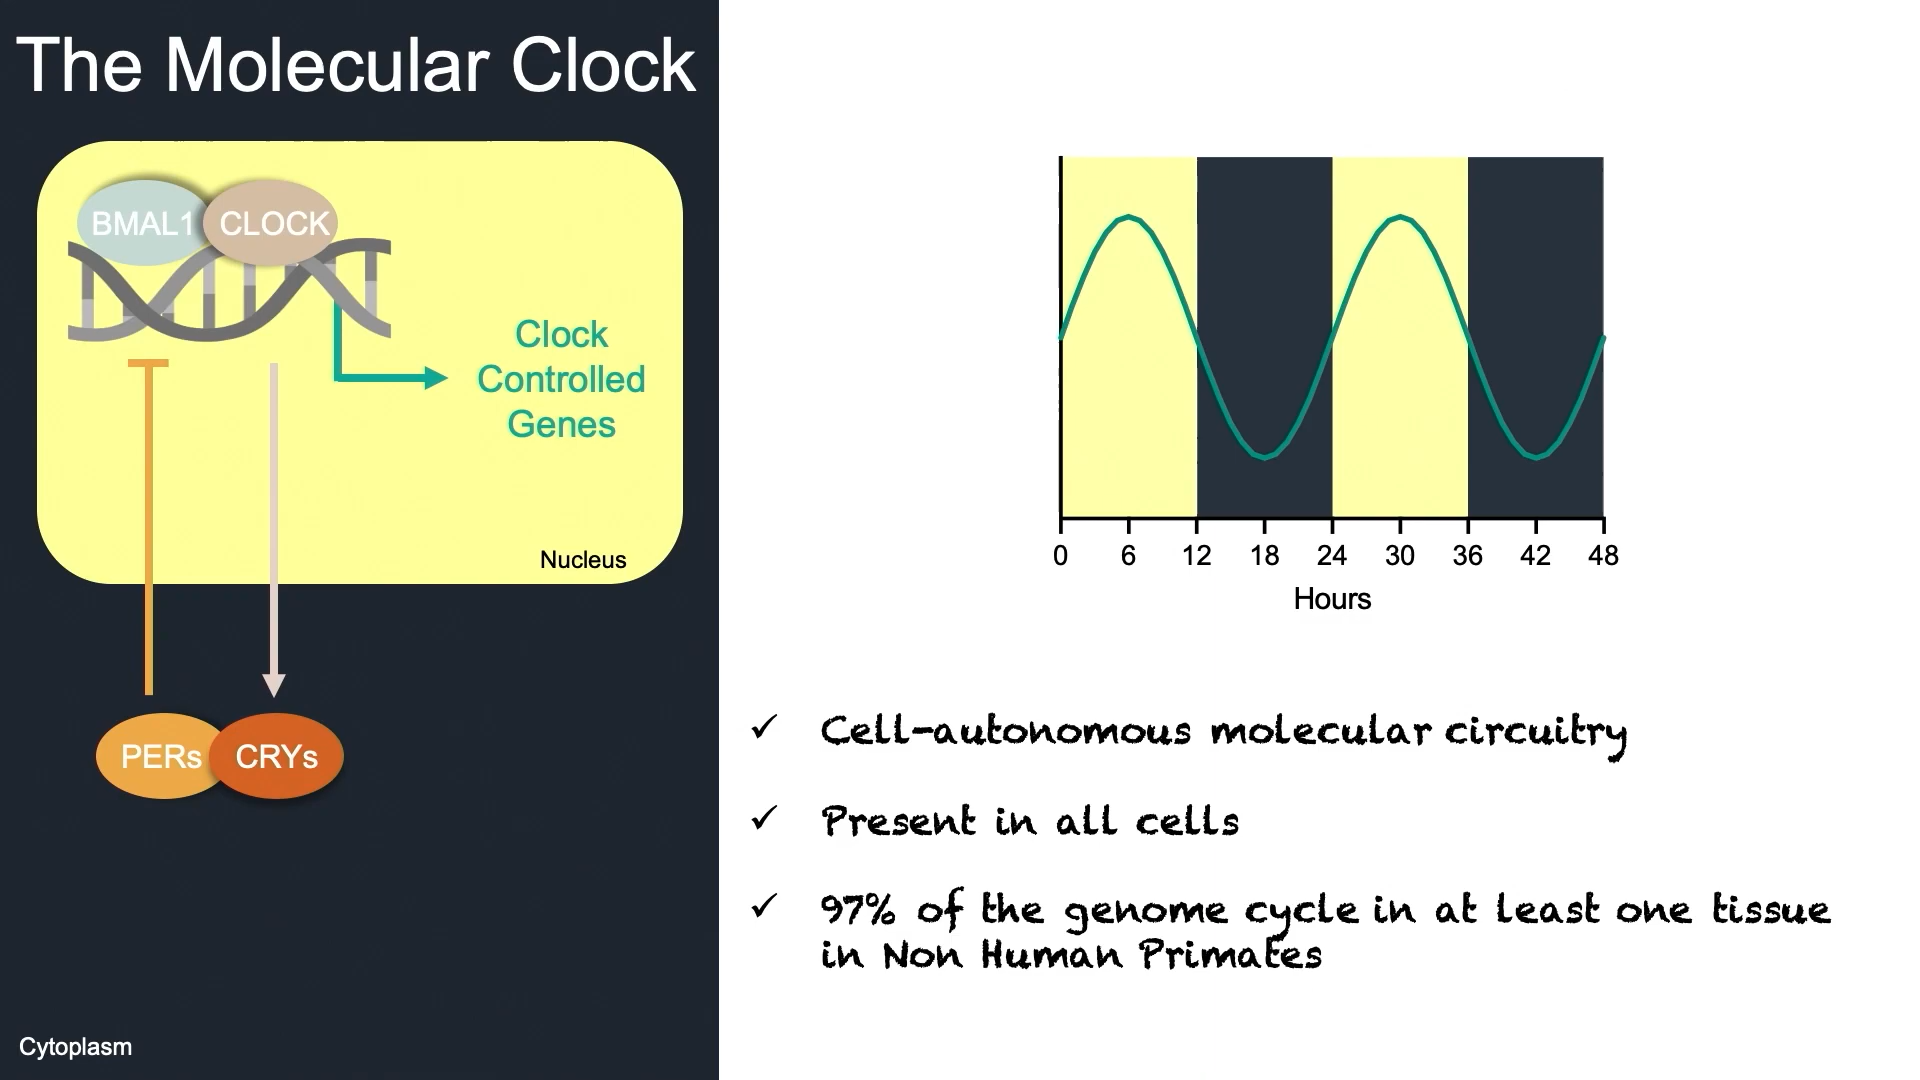 The Molecular Clock
BMAL1 CLOCK
Clock
Controlled
Genes
Nucleus
PERs CRYs
Cytoplasm
0 6 12 18 24 30 36 42 48
Hours
✓ Cell-autonomous molecular circuitry
✓ Present in all cells
✓ 97% of the genome cycle in at least one tissue
in Non Human Primates